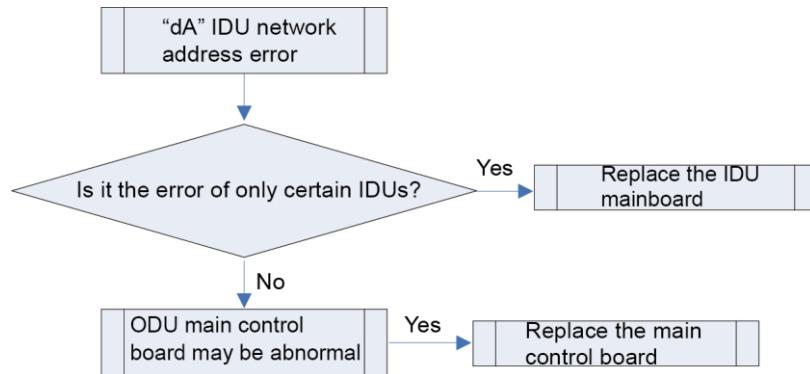 “dA” IDU network
address error
Is it the error of only certain IDUs?
Yes
Replace the IDU
mainboard
No
ODU main control
board may be abnormal
Yes
Replace the main
control board